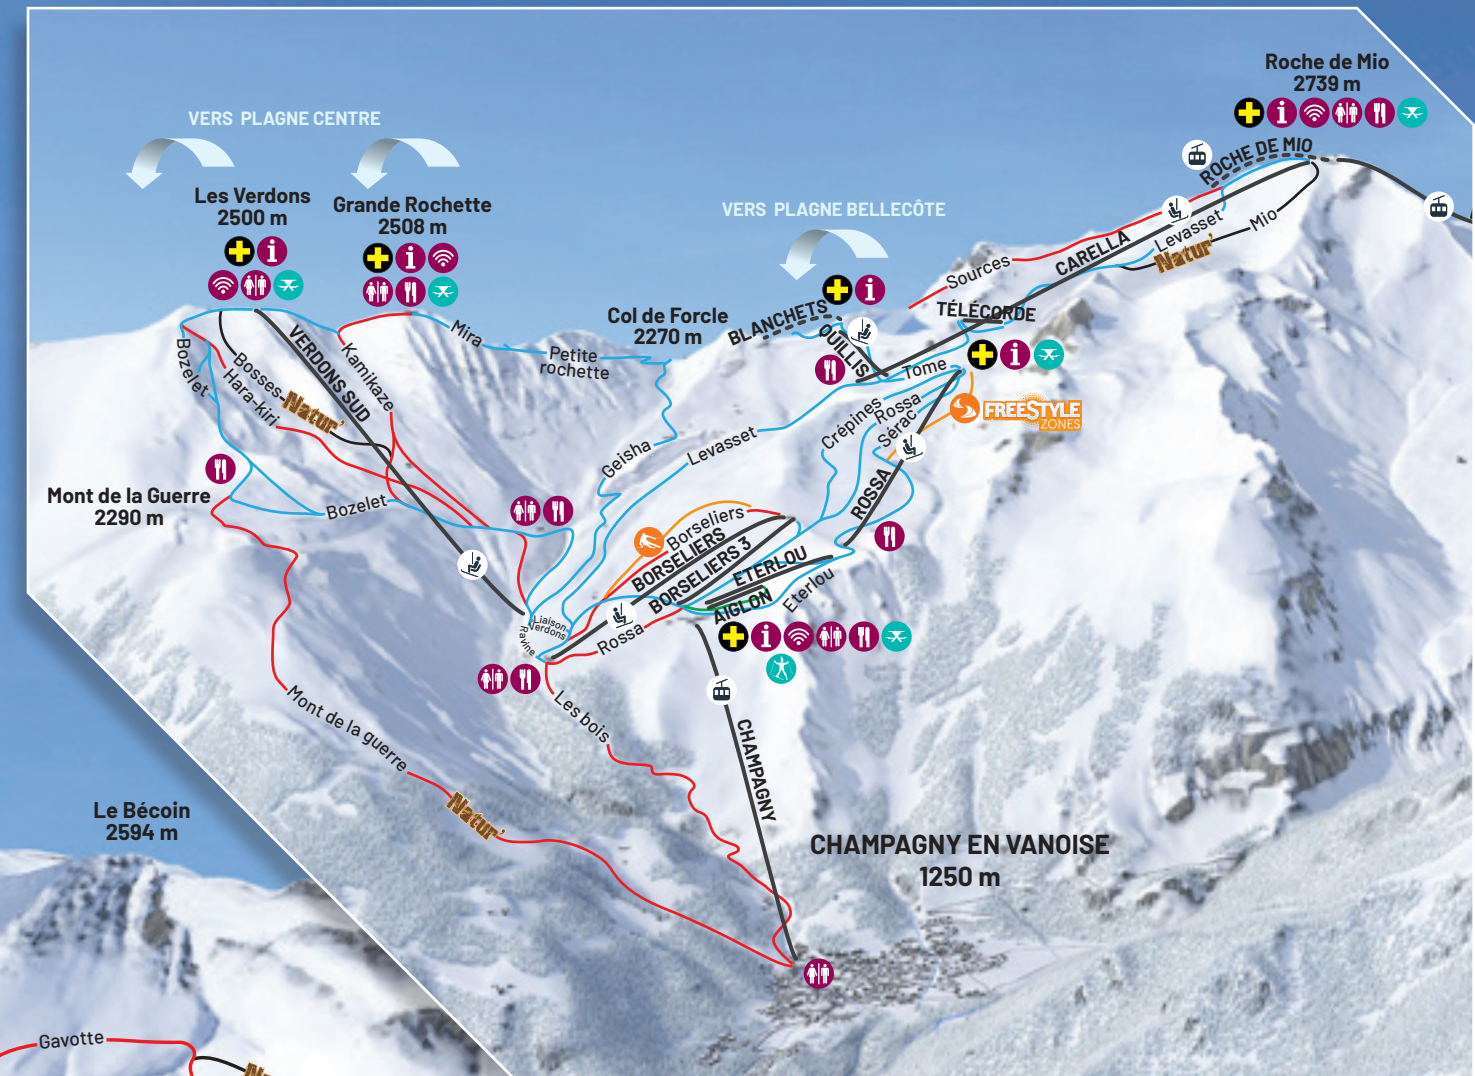 Roche de Mio
2739 m
VERS PLAGNE CENTRE
ROCHE DE MIO
Les Verdons
2500 m
Grande Rochette
2508 m
VERS PLAGNE BELLECÔTE
Levasset
Mio
Natur'
CARELLA
Sources
Col de Forcle
2270 m
BLANCHETS
TÉLÉCORDE
QUILLIS
Mira
Petite
rochette
Bozelet
Bosses
Hara-kiri
Natur'
VERDONS SUD
Kamikaze
Tome
Crépines
Rossa
Sérac
FREESTYLE
ZONES
Geisha
Levasset
ROSSA
Mont de la Guerre
2290 m
Bozelet
Borseliers
BORSELIERS
BORSELIERS 3
ETERLOU
AIGLON
Eterlou
Liaison
Verdons
Ravine
Rossa
Les bois
Mont de la guerre
CHAMPAGNY
Natur'
Le Bécoin
2594 m
CHAMPAGNY EN VANOISE
1250 m
Gavotte